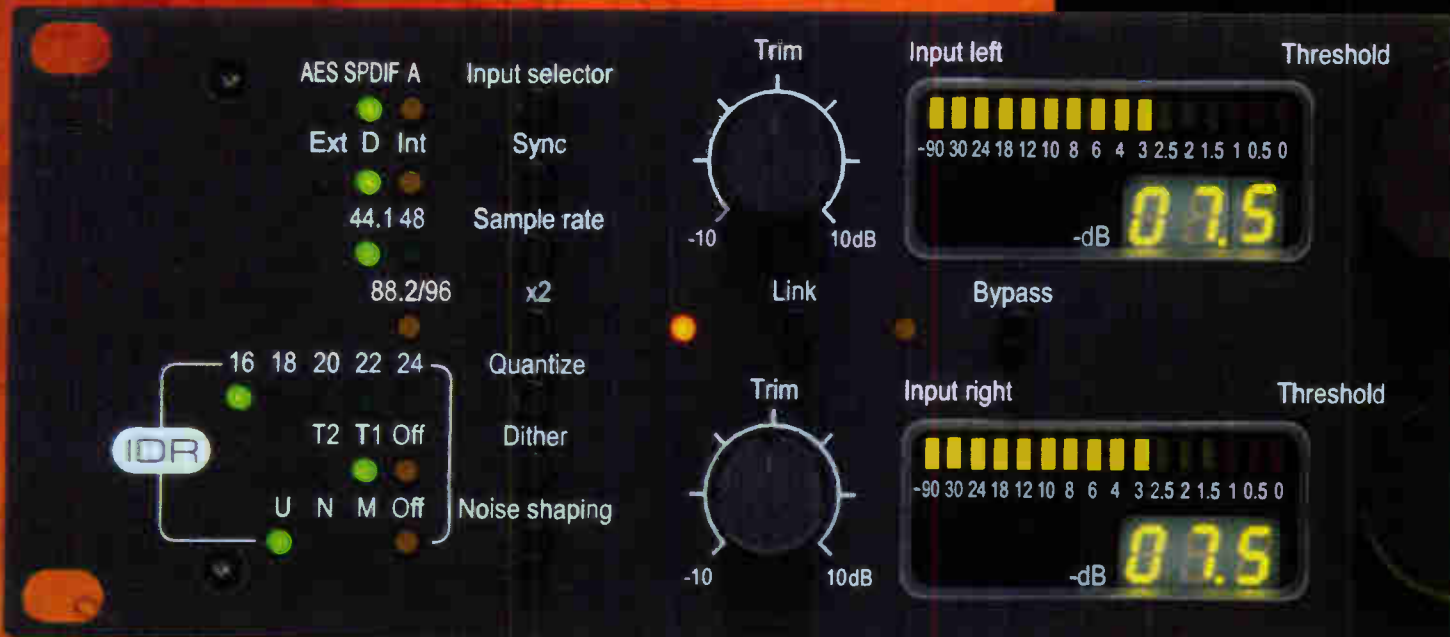 AES SPDIF A Input selector
Ext D Int Sync
44.1 48 Sample rate
88.2/96 x2
16 18 20 22 24 Quantize
IDR
T2 T1 Off Dither
U N M Off Noise shaping
Trim
-10 10dB
Link
Bypass
Trim
-10 10dB
Input left Threshold
-90 30 24 18 12 10 8 6 4 3 2.5 2 1.5 1 0.5 0
-dB 07.5
Input right Threshold
-90 30 24 18 12 10 8 6 4 3 2.5 2 1.5 1 0.5 0
-dB 07.5